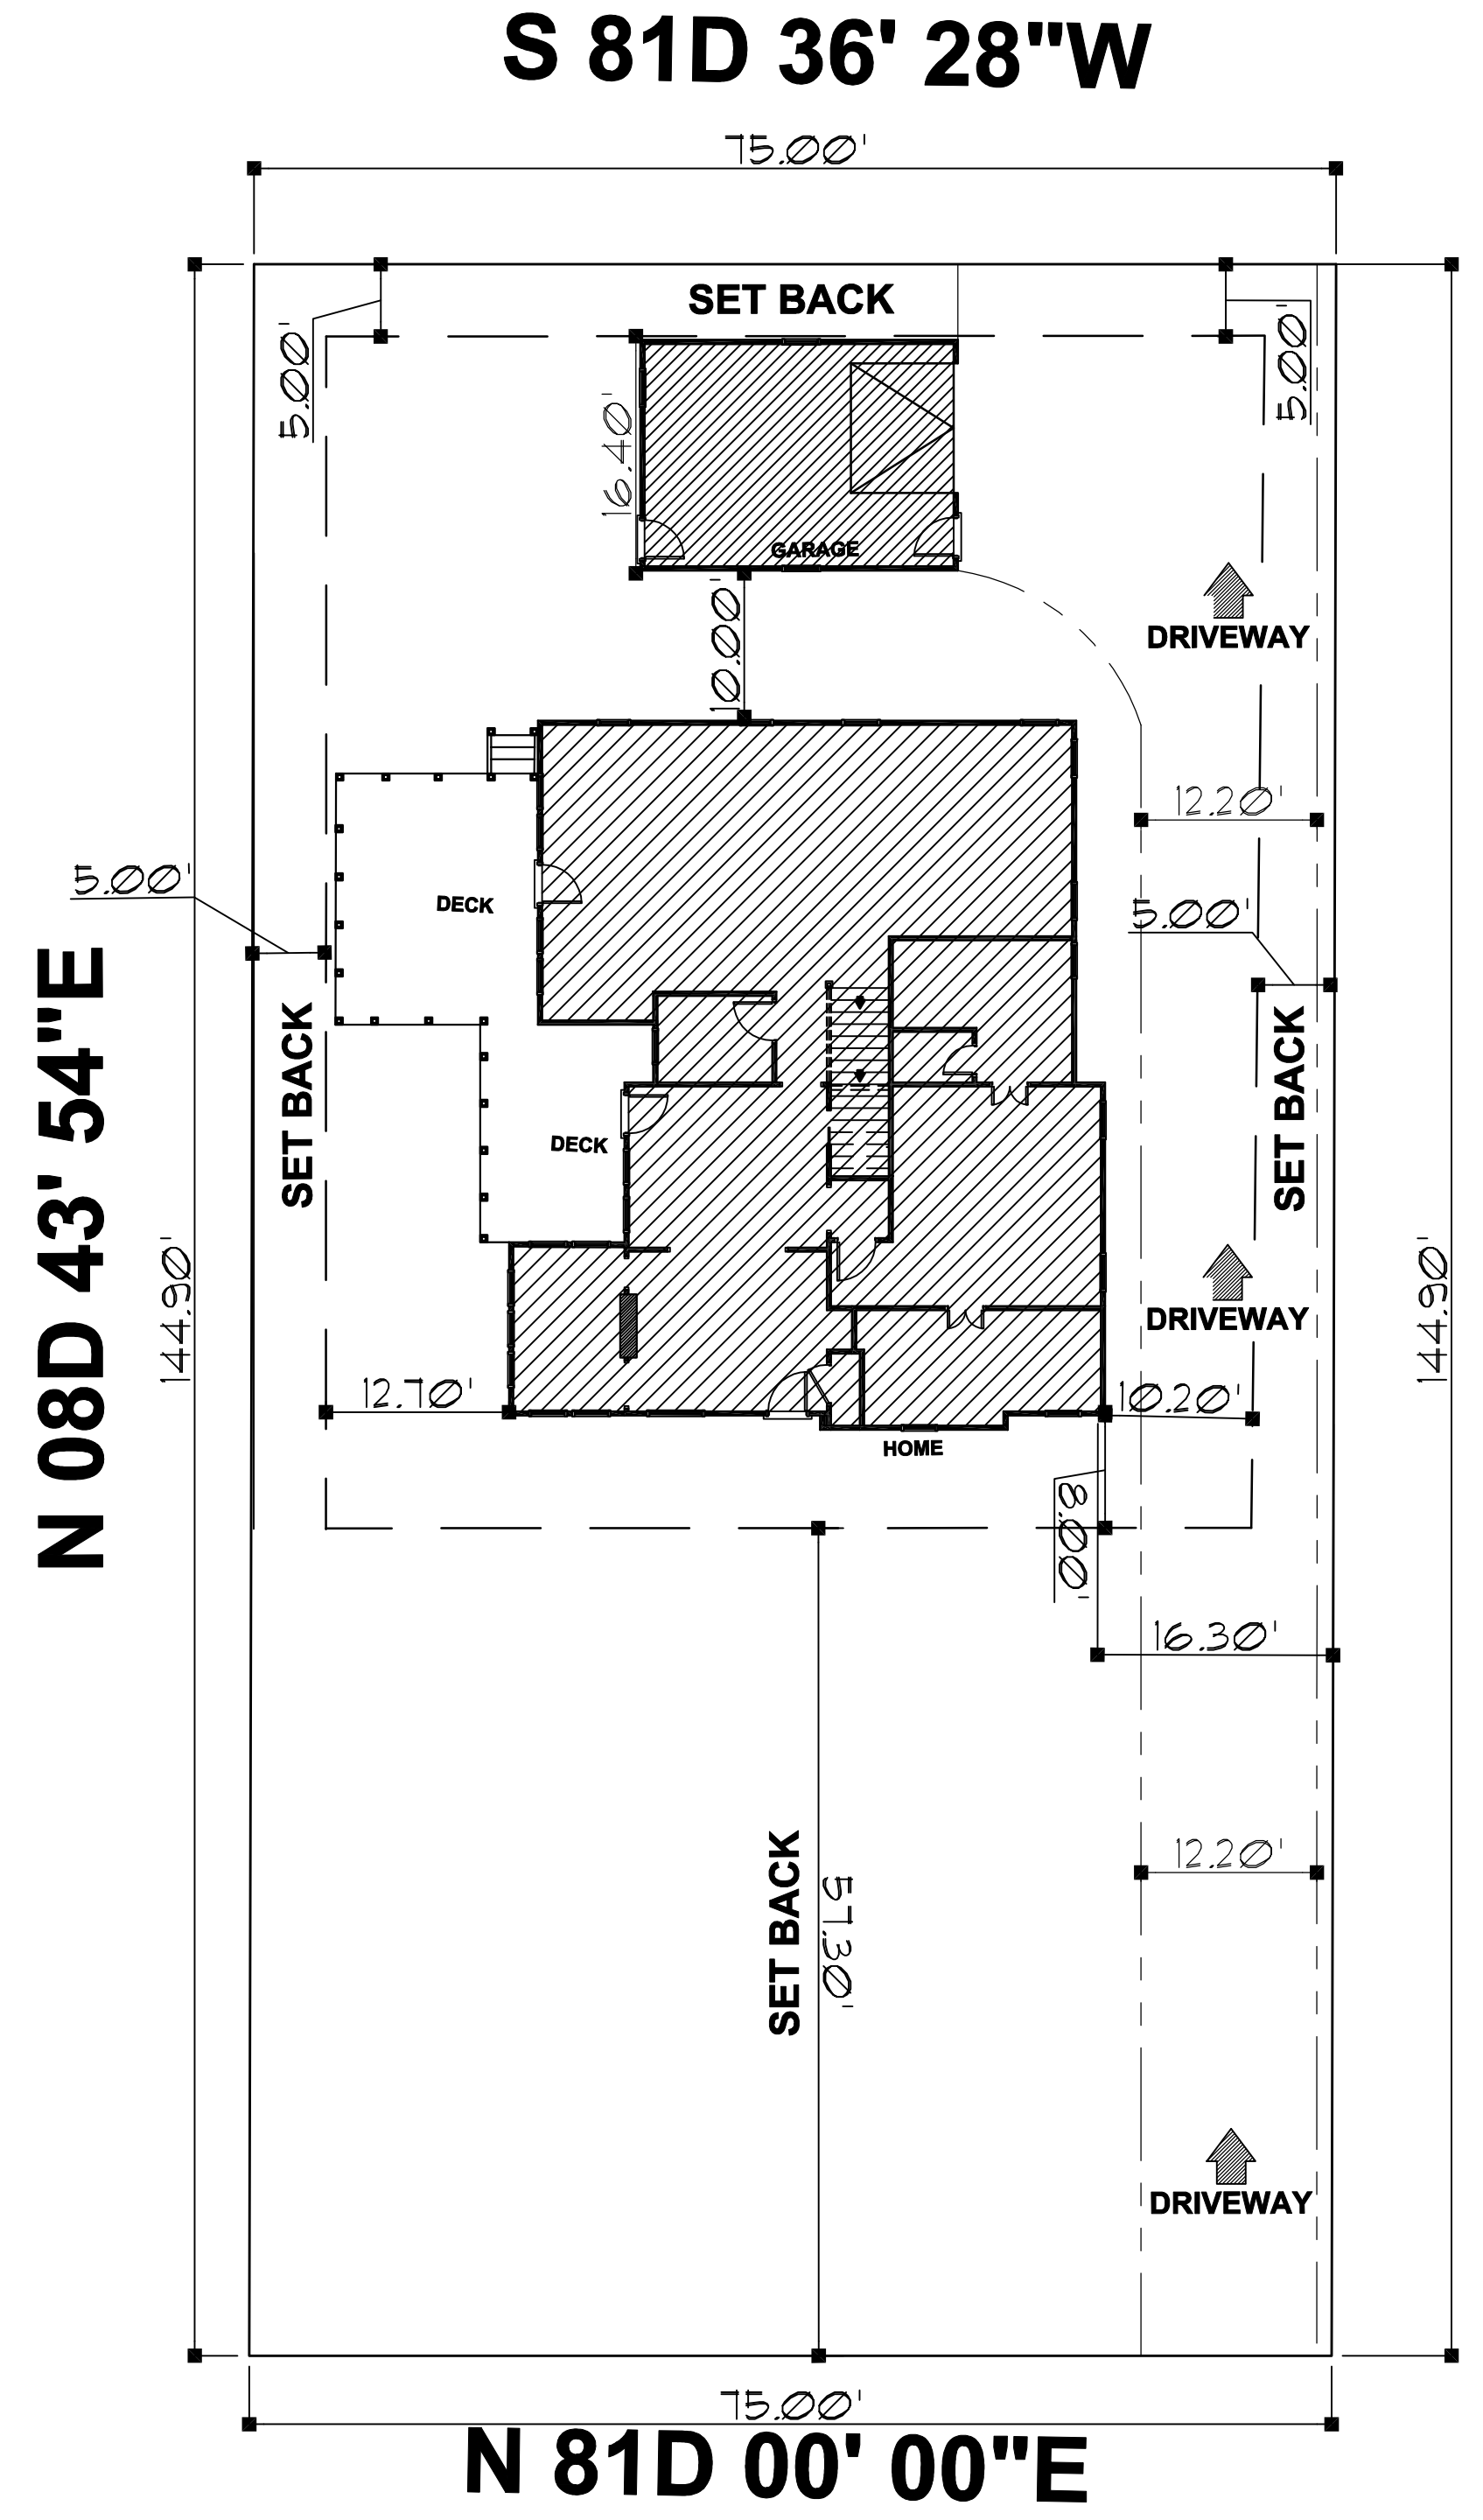 S 81D 36' 28"W
75.00'
SET BACK
5.00'
5.00'
16.40'
GARAGE
10.00'
DRIVEWAY
12.20'
5.00'
DECK
5.00'
N 08D 43' 54"E
SET BACK
SET BACK
DECK
144.90'
144.90'
DRIVEWAY
12.70'
10.20'
HOME
8.00'
16.30'
12.20'
SET BACK
57.30'
DRIVEWAY
75.00'
N 81D 00' 00"E